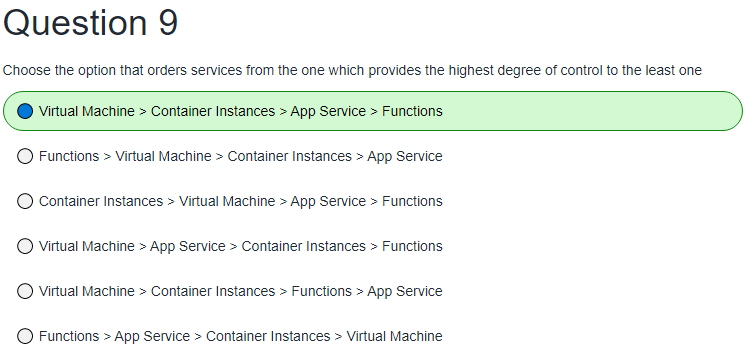 Question 9
Choose the option that orders services from the one which provides the highest degree of control to the least one
Virtual Machine > Container Instances > App Service > Functions
Functions > Virtual Machine > Container Instances > App Service
Container Instances > Virtual Machine > App Service > Functions
Virtual Machine > App Service > Container Instances > Functions
Virtual Machine > Container Instances > Functions > App Service
Functions > App Service > Container Instances > Virtual Machine